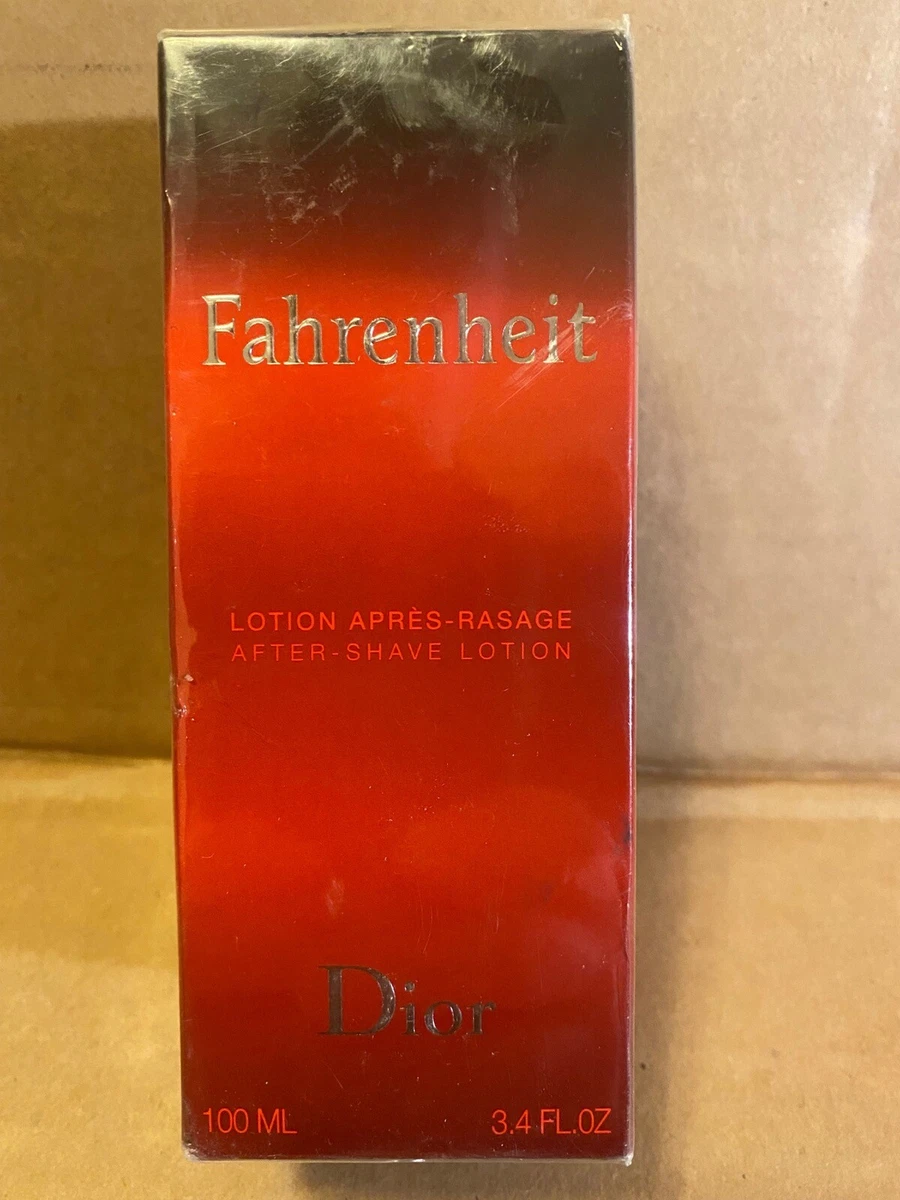 Fahrenheit
LOTION APRÈS-RASAGE
AFTER-SHAVE LOTION
Dior
100 ML 3.4 FL.OZ